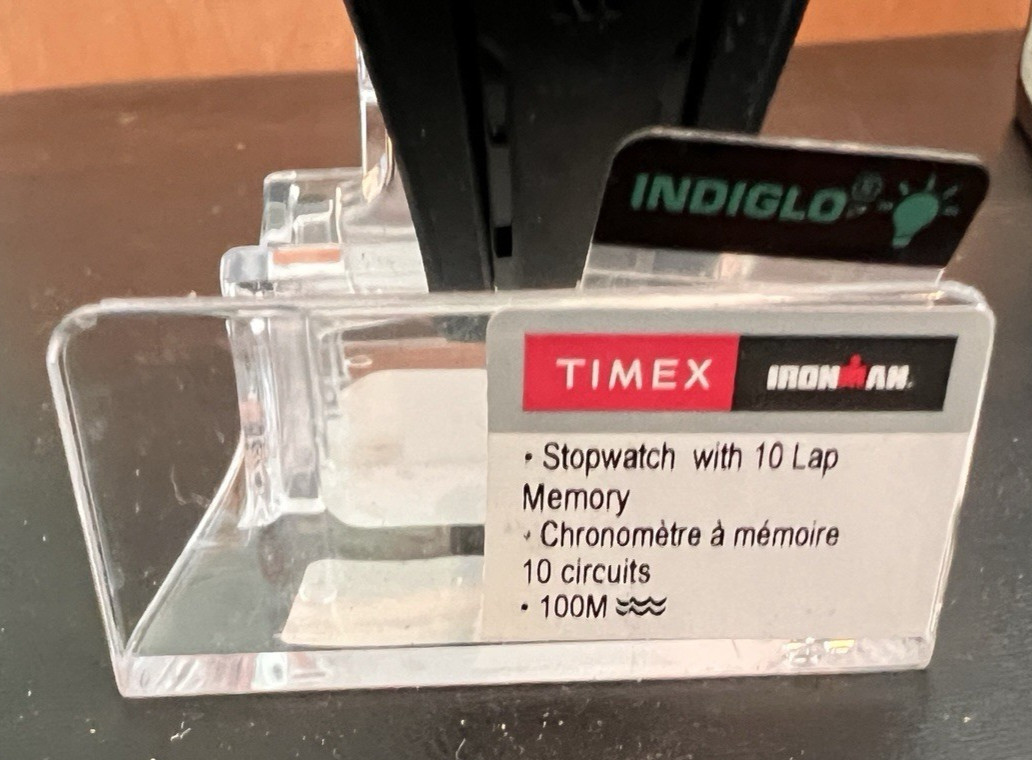 INDIGLO®
TIMEX IRONMAN
• Stopwatch with 10 Lap
Memory
• Chronomètre à mémoire
10 circuits
• 100M